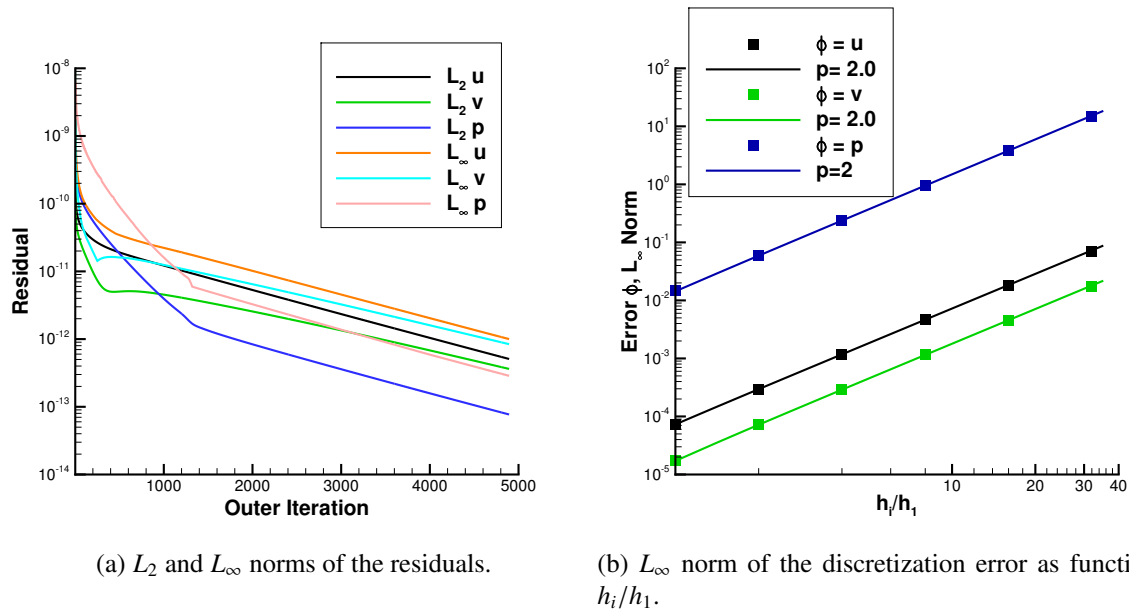 10⁻⁸
10⁻⁹
10⁻¹⁰
10⁻¹¹
10⁻¹²
10⁻¹³
10⁻¹⁴
Residual
1000 2000 3000 4000 5000
Outer Iteration
L₂ u
L₂ v
L₂ p
L∞ u
L∞ v
L∞ p
(a) L₂ and L∞ norms of the residuals.
ϕ = u
p= 2.0
ϕ = v
p= 2.0
ϕ = p
p=2
10²
10¹
10⁰
10⁻¹
10⁻²
10⁻³
10⁻⁴
10⁻⁵
Error ϕ, L∞ Norm
10 20 30 40
hᵢ/h₁
(b) L∞ norm of the discretization error as functi
hᵢ/h₁.